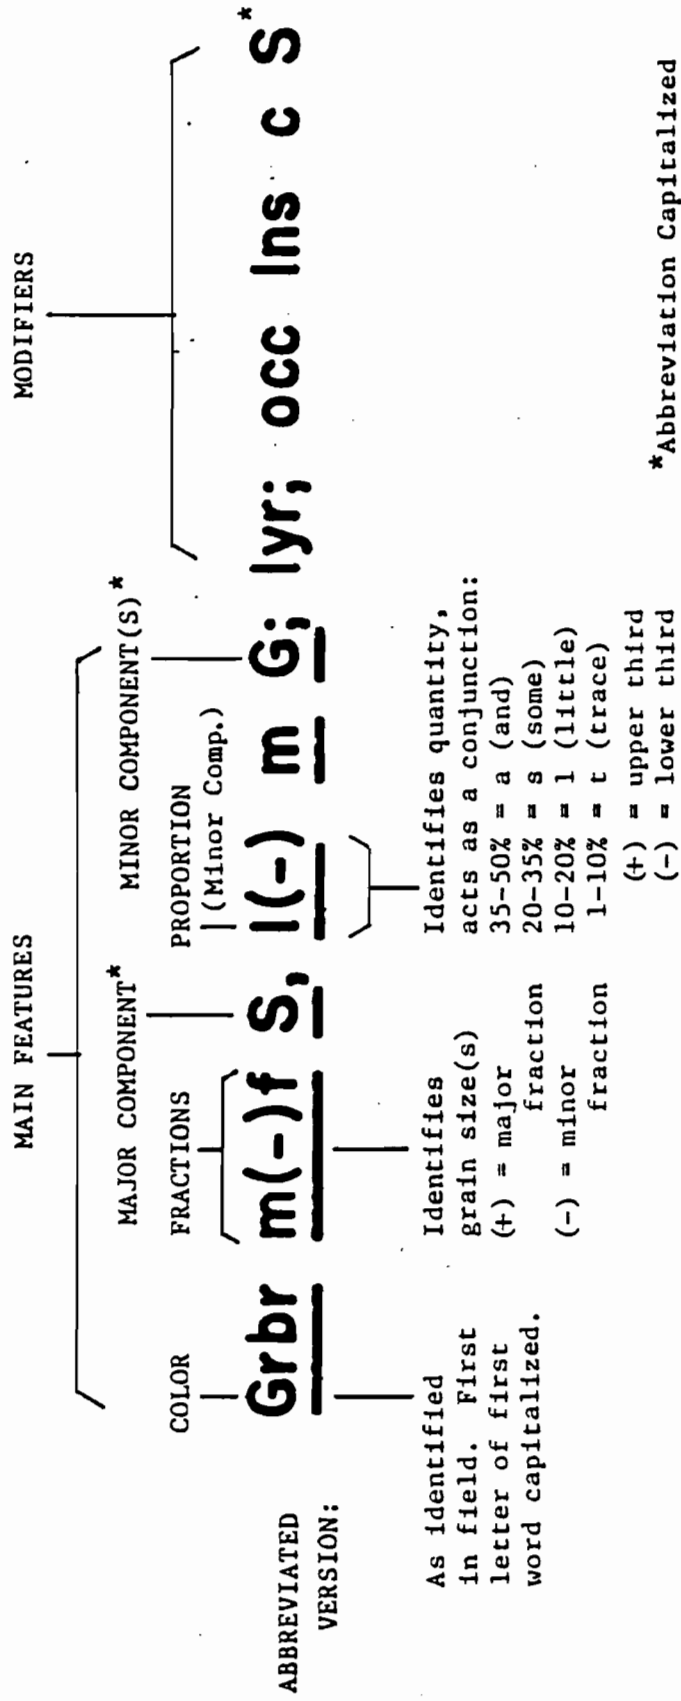 MAIN FEATURES
MODIFIERS
MAJOR COMPONENT*
MINOR COMPONENT(S)*
COLOR
FRACTIONS
PROPORTION
(Minor Comp.)
ABBREVIATED
VERSION:
Grbr m(-)f S, l(-) m G; lyr; occ lns c S*
As identified
in field. First
letter of first
word capitalized.
Identifies
grain size(s)
(+) = major
fraction
(-) = minor
fraction
Identifies quantity,
acts as a conjunction:
35-50% = a (and)
20-35% = s (some)
10-20% = l (little)
1-10% = t (trace)
(+) = upper third
(-) = lower third
*Abbreviation Capitalized